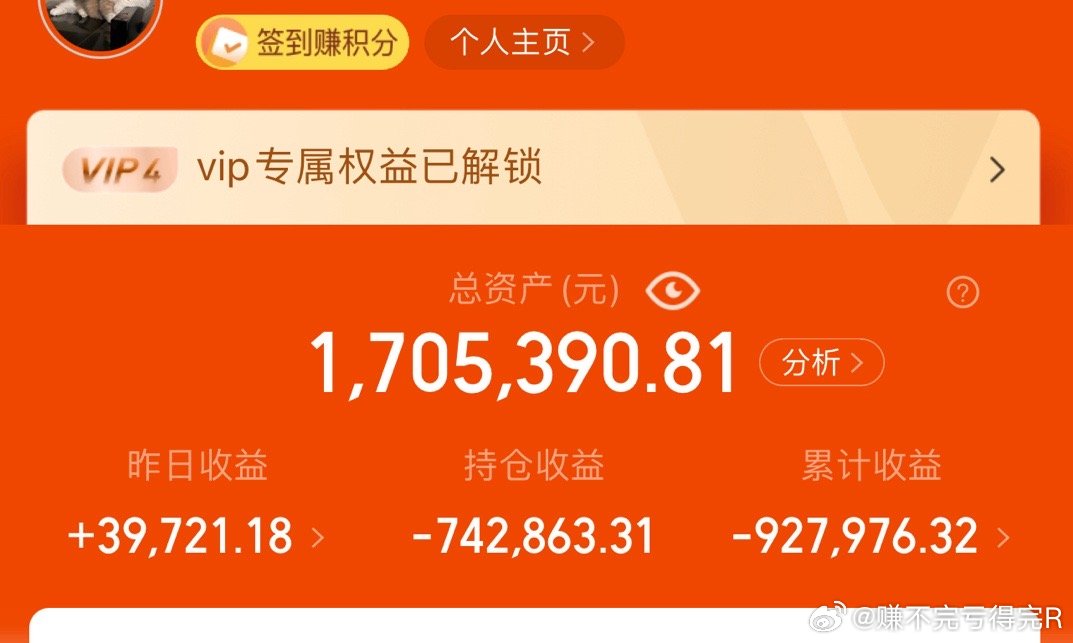 签到赚积分 个人主页 >
VIP4 vip专属权益已解锁 >
总资产(元) ?
1,705,390.81 分析 >
昨日收益 持仓收益 累计收益
+39,721.18 > -742,863.31 -927,976.32 >
@赚不完亏得完R